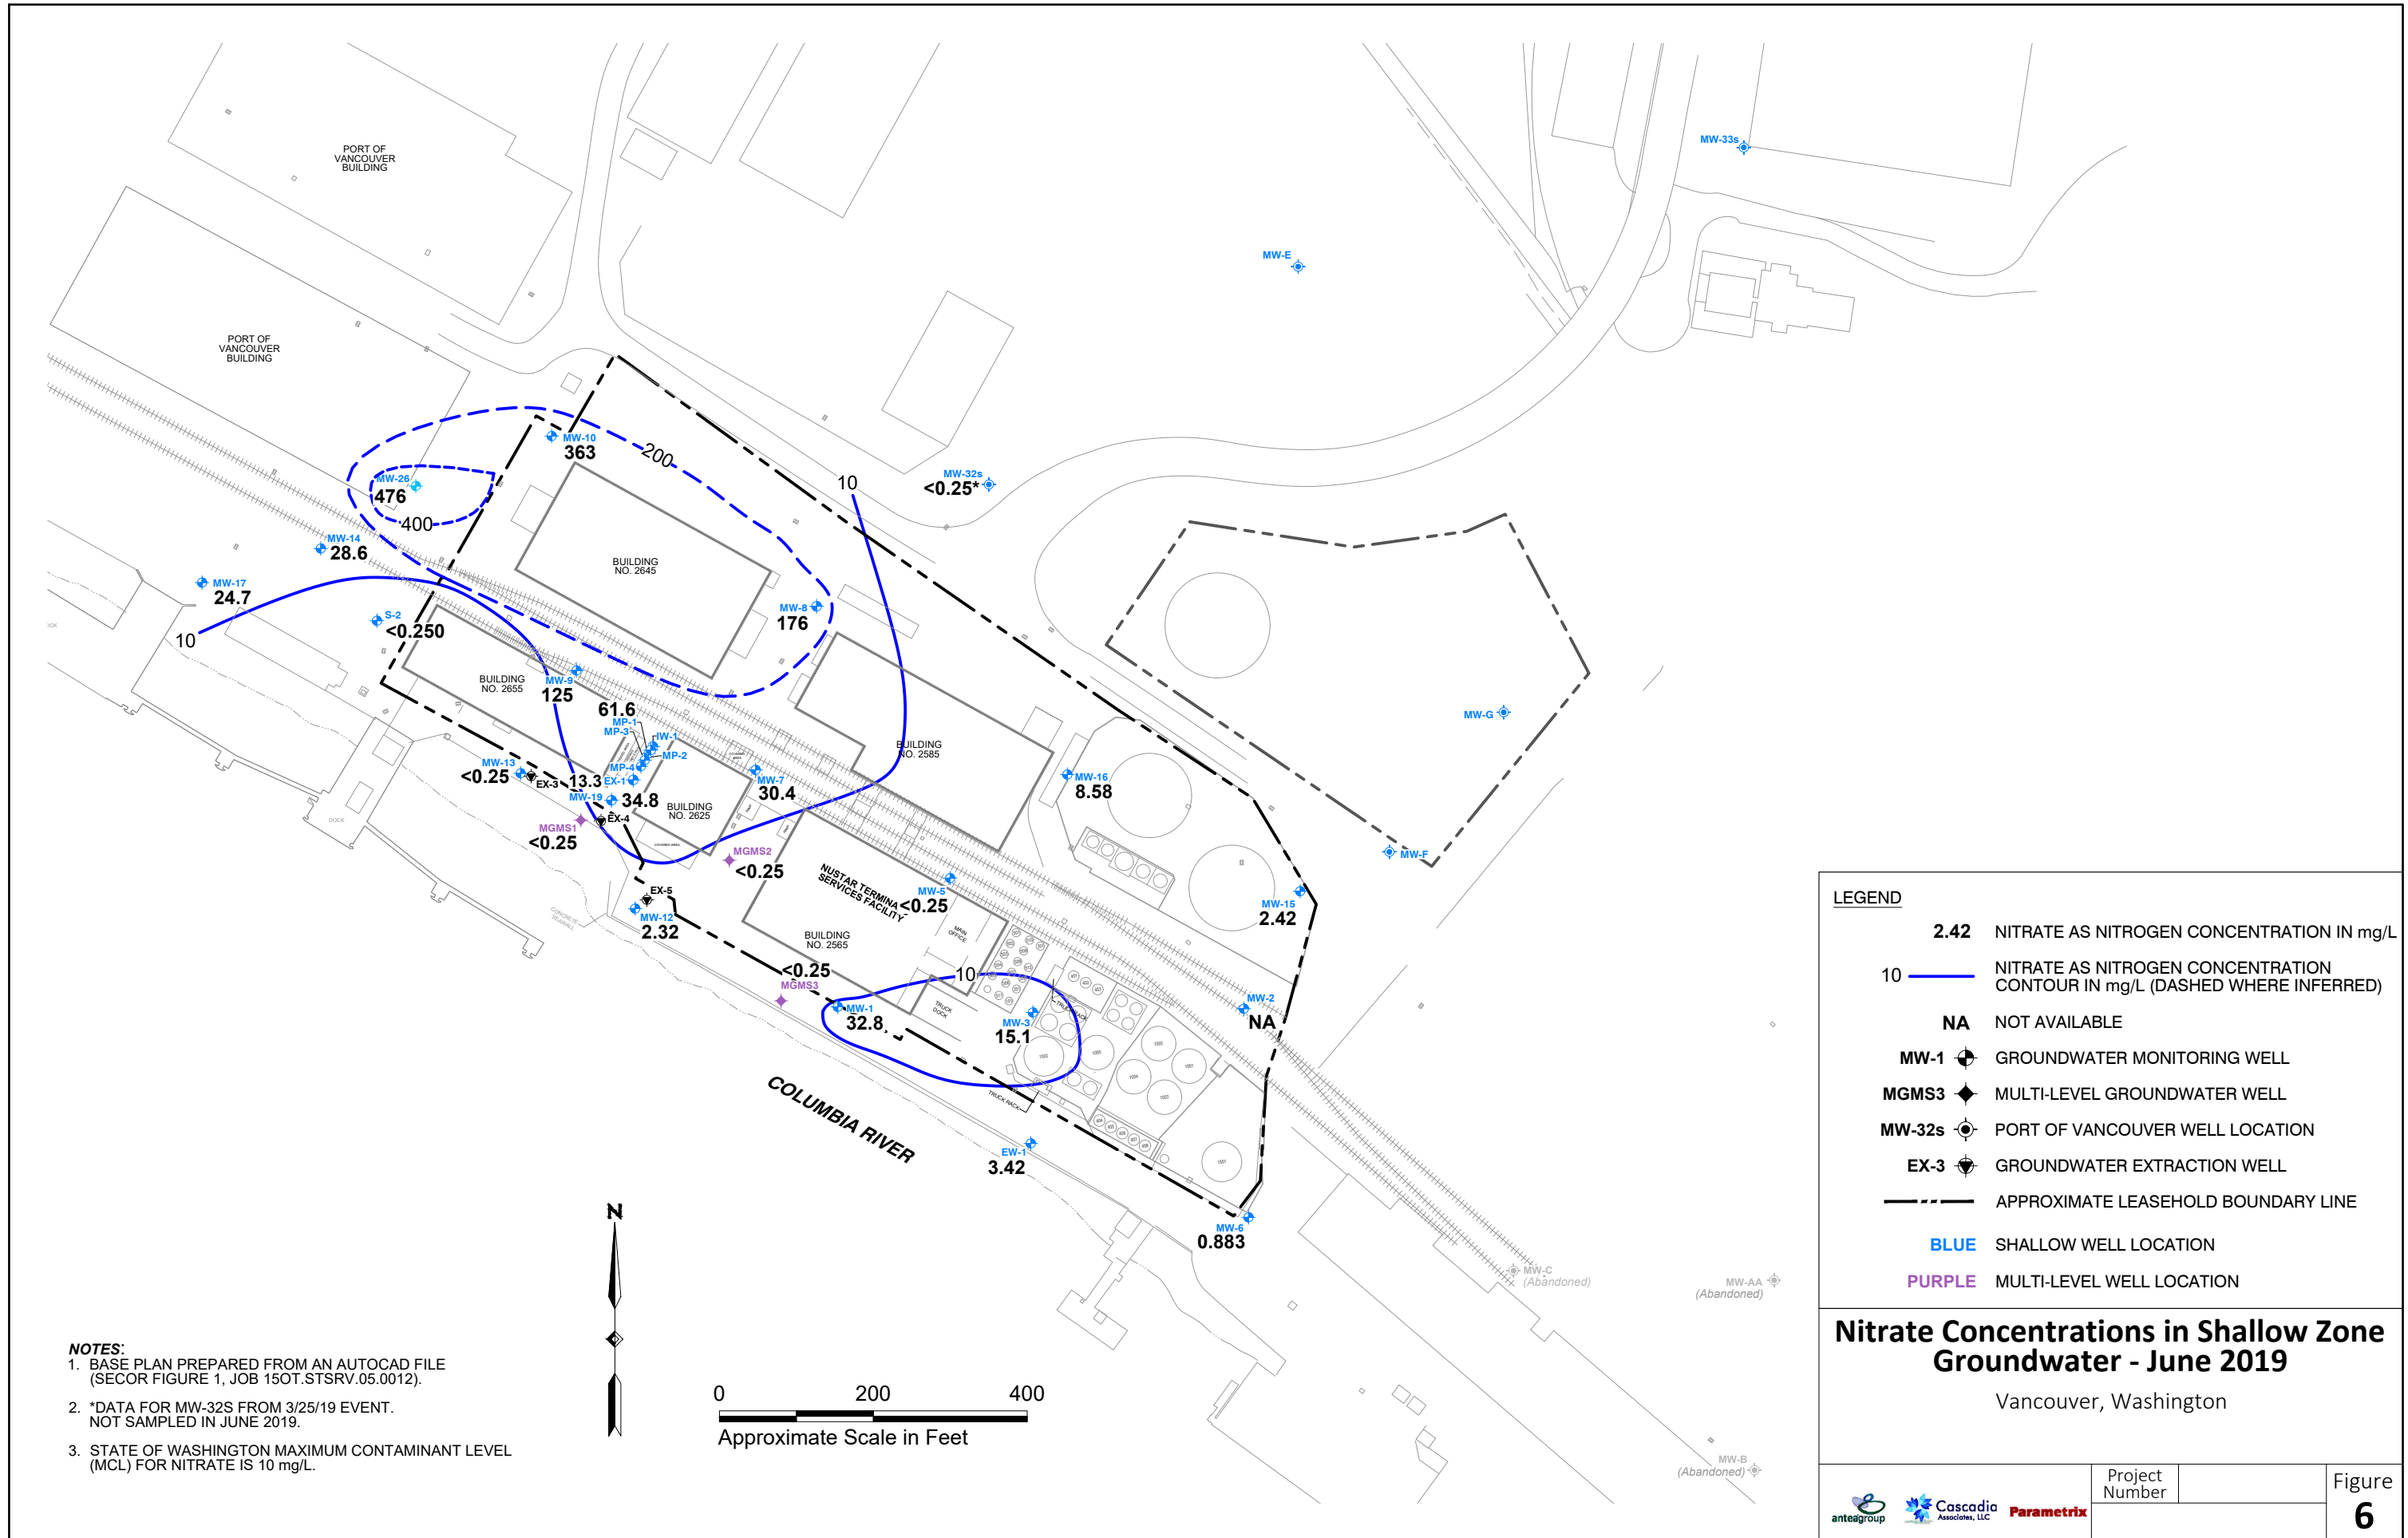 PORT OF
VANCOUVER
BUILDING
PORT OF
VANCOUVER
BUILDING
MW-33s
MW-E
MW-10
363
200
10
MW-32s
<0.25*
MW-26
476
400
MW-14
28.6
BUILDING
NO. 2645
MW-17
24.7
S-2
<0.250
10
MW-8
176
BUILDING
NO. 2655
MW-9
125
61.6
MP-1
MP-3
IW-1
MP-2
MP-4
EX-1
MW-13
<0.25
EX-3
13.3
MW-19
34.8
EX-4
MW-7
30.4
BUILDING
NO. 2625
BUILDING
NO. 2585
MW-16
8.58
MW-G
MW-F
MGMS1
<0.25
MGMS2
<0.25
DOCK
NUSTAR TERMINALS
SERVICES FACILITY
MW-5
<0.25
MW-15
2.42
EX-5
MW-12
2.32
CONCRETE
SEAWALL
BUILDING
NO. 2565
MAIN
OFFICE
<0.25
MGMS3
10
MW-1
32.8
TRUCK
DOCK
TRUCK RACK
MW-3
15.1
MW-2
NA
COLUMBIA RIVER
TRUCK RACK
EW-1
3.42
MW-6
0.883
MW-C
(Abandoned)
MW-AA
(Abandoned)
MW-B
(Abandoned)
N
0 200 400
Approximate Scale in Feet
NOTES:
1. BASE PLAN PREPARED FROM AN AUTOCAD FILE
(SECOR FIGURE 1, JOB 15OT.STSRV.05.0012).
2. *DATA FOR MW-32S FROM 3/25/19 EVENT.
NOT SAMPLED IN JUNE 2019.
3. STATE OF WASHINGTON MAXIMUM CONTAMINANT LEVEL
(MCL) FOR NITRATE IS 10 mg/L.
LEGEND
2.42 NITRATE AS NITROGEN CONCENTRATION IN mg/L
10 NITRATE AS NITROGEN CONCENTRATION
CONTOUR IN mg/L (DASHED WHERE INFERRED)
NA NOT AVAILABLE
MW-1 GROUNDWATER MONITORING WELL
MGMS3 MULTI-LEVEL GROUNDWATER WELL
MW-32s PORT OF VANCOUVER WELL LOCATION
EX-3 GROUNDWATER EXTRACTION WELL
APPROXIMATE LEASEHOLD BOUNDARY LINE
BLUE SHALLOW WELL LOCATION
PURPLE MULTI-LEVEL WELL LOCATION
Nitrate Concentrations in Shallow Zone
Groundwater - June 2019
Vancouver, Washington
anteagroup
Cascadia
Associates, LLC
Parametrix
Project
Number
Figure
6